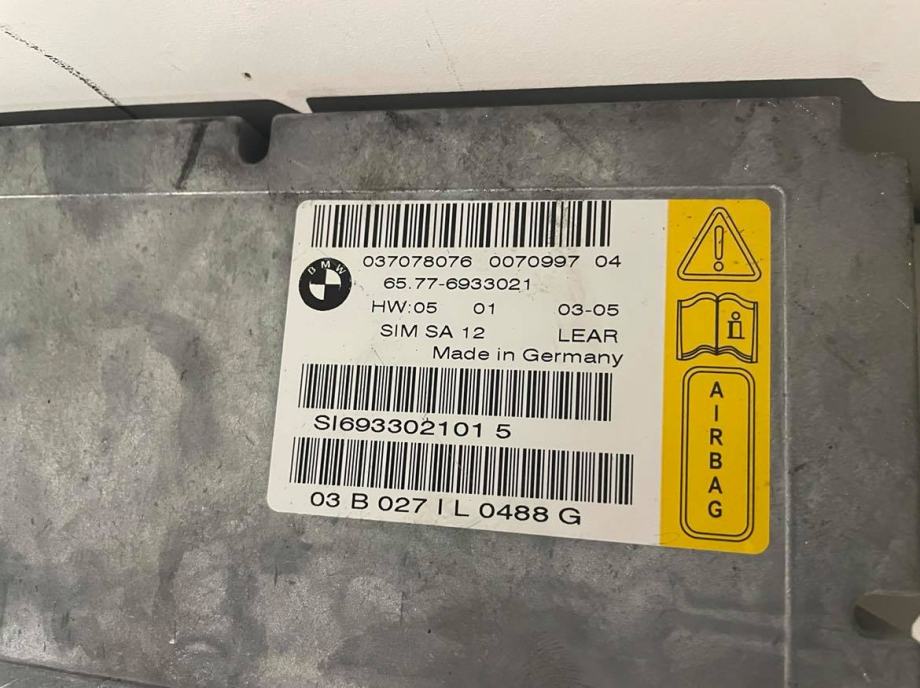 037078076 0070997 04
BMW
65.77-6933021
HW:05 01 03-05
SIM SA 12 LEAR
Made in Germany
SI693302101 5
03 B 027 I L 0488 G
AIRBAG